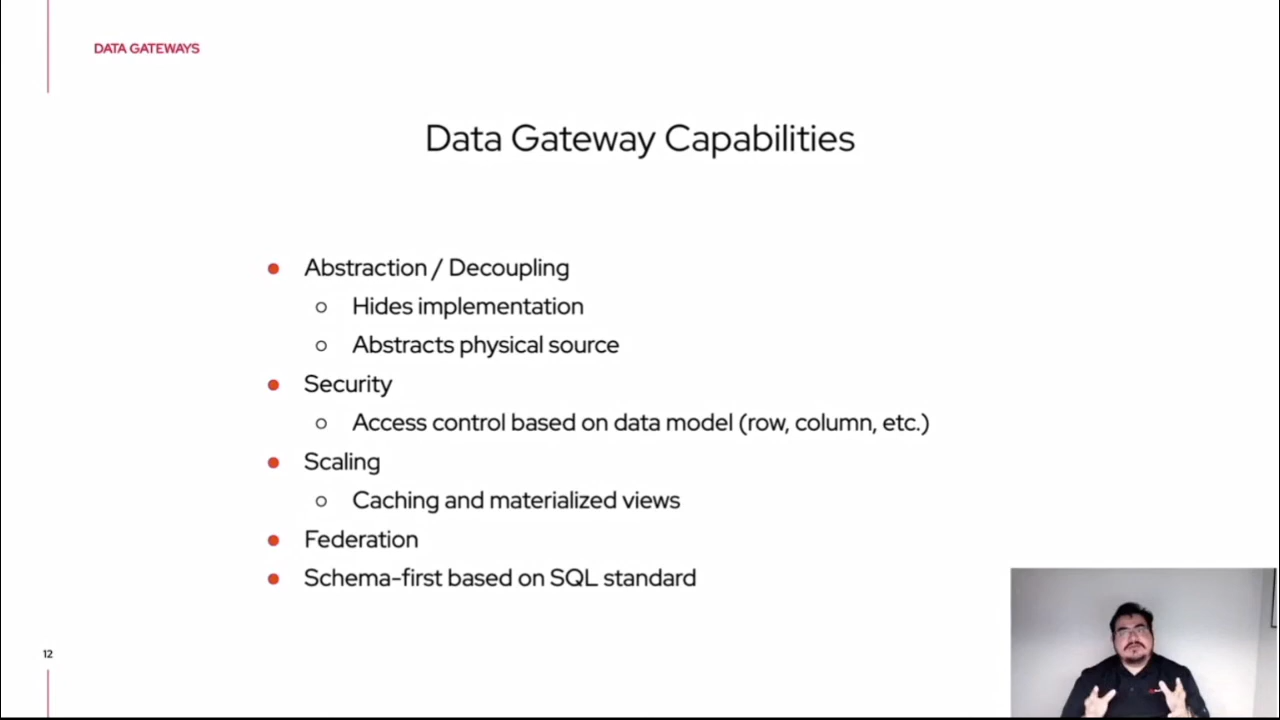 DATA GATEWAYS
Data Gateway Capabilities
Abstraction / Decoupling
Hides implementation
Abstracts physical source
Security
Access control based on data model (row, column, etc.)
Scaling
Caching and materialized views
Federation
Schema-first based on SQL standard
12